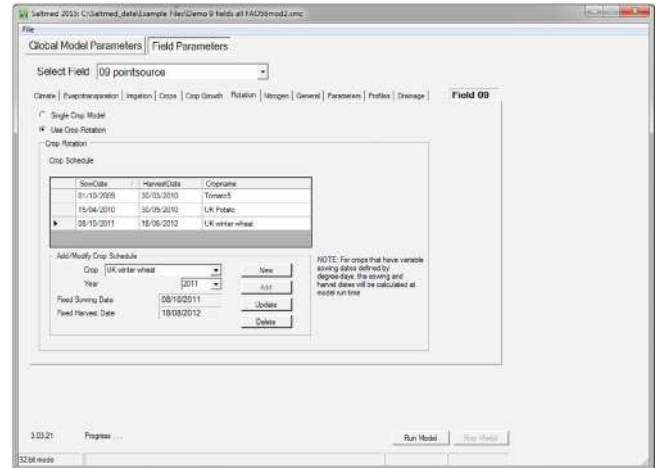 Saltmed 2015: C:\Saltmed_data\Example Files\Demo 9 fields all FAO56mod2.smc
File
Global Model Parameters Field Parameters
Select Field 09 pointsource
Climate Evapotranspiration Irrigation Crops Crop Growth Rotation Nitrogen General Parameters Profiles Drainage Field 09
Single Crop Model
Use Crop Rotation
Crop Rotation
Crop Schedule
SowDate HarvestDate Cropname
01/10/2009 30/03/2010
15/04/2010 30/09/2010 UK Potato
08/10/2011 18/08/2012 UK winter wheat
Add/Modify Crop Schedule
Crop UK winter wheat New
Year 2011 Add
Fixed Sowing Date 08/10/2011 Update
Fixed Harvest Date 18/08/2012 Delete
NOTE: For crops that have variable
sowing dates defined by
degree days, the sowing and
harvet dates will be calculated at
model run time
3.03.21 Progress ... Run Model Stop Model
32 bit mode